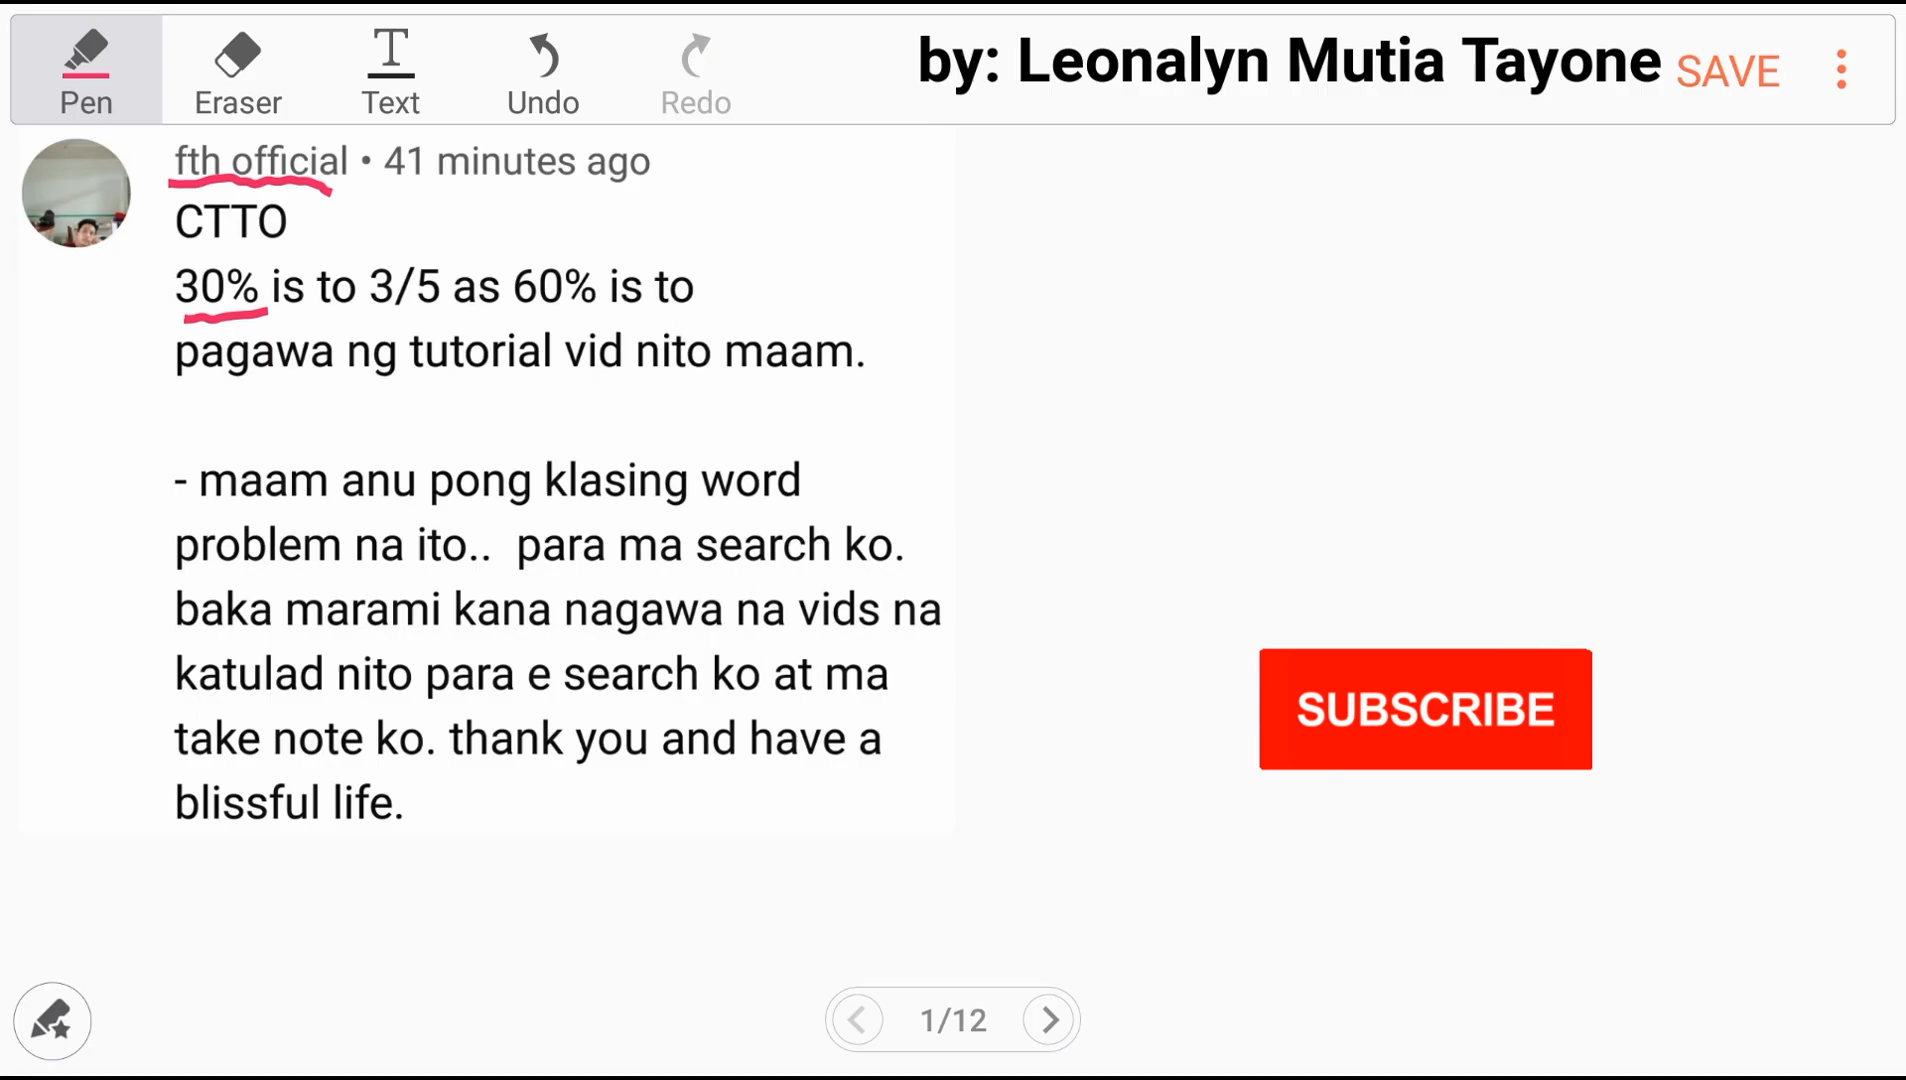 by: Leonalyn Mutia Tayone
SAVE
Pen
Eraser
Text
Undo
Redo
fth official • 41 minutes ago
CTTO
30% is to 3/5 as 60% is to
pagawa ng tutorial vid nito maam.
- maam anu pong klasing word
problem na ito..  para ma search ko.
baka marami kana nagawa na vids na
katulad nito para e search ko at ma
take note ko. thank you and have a
blissful life.
SUBSCRIBE
1/12